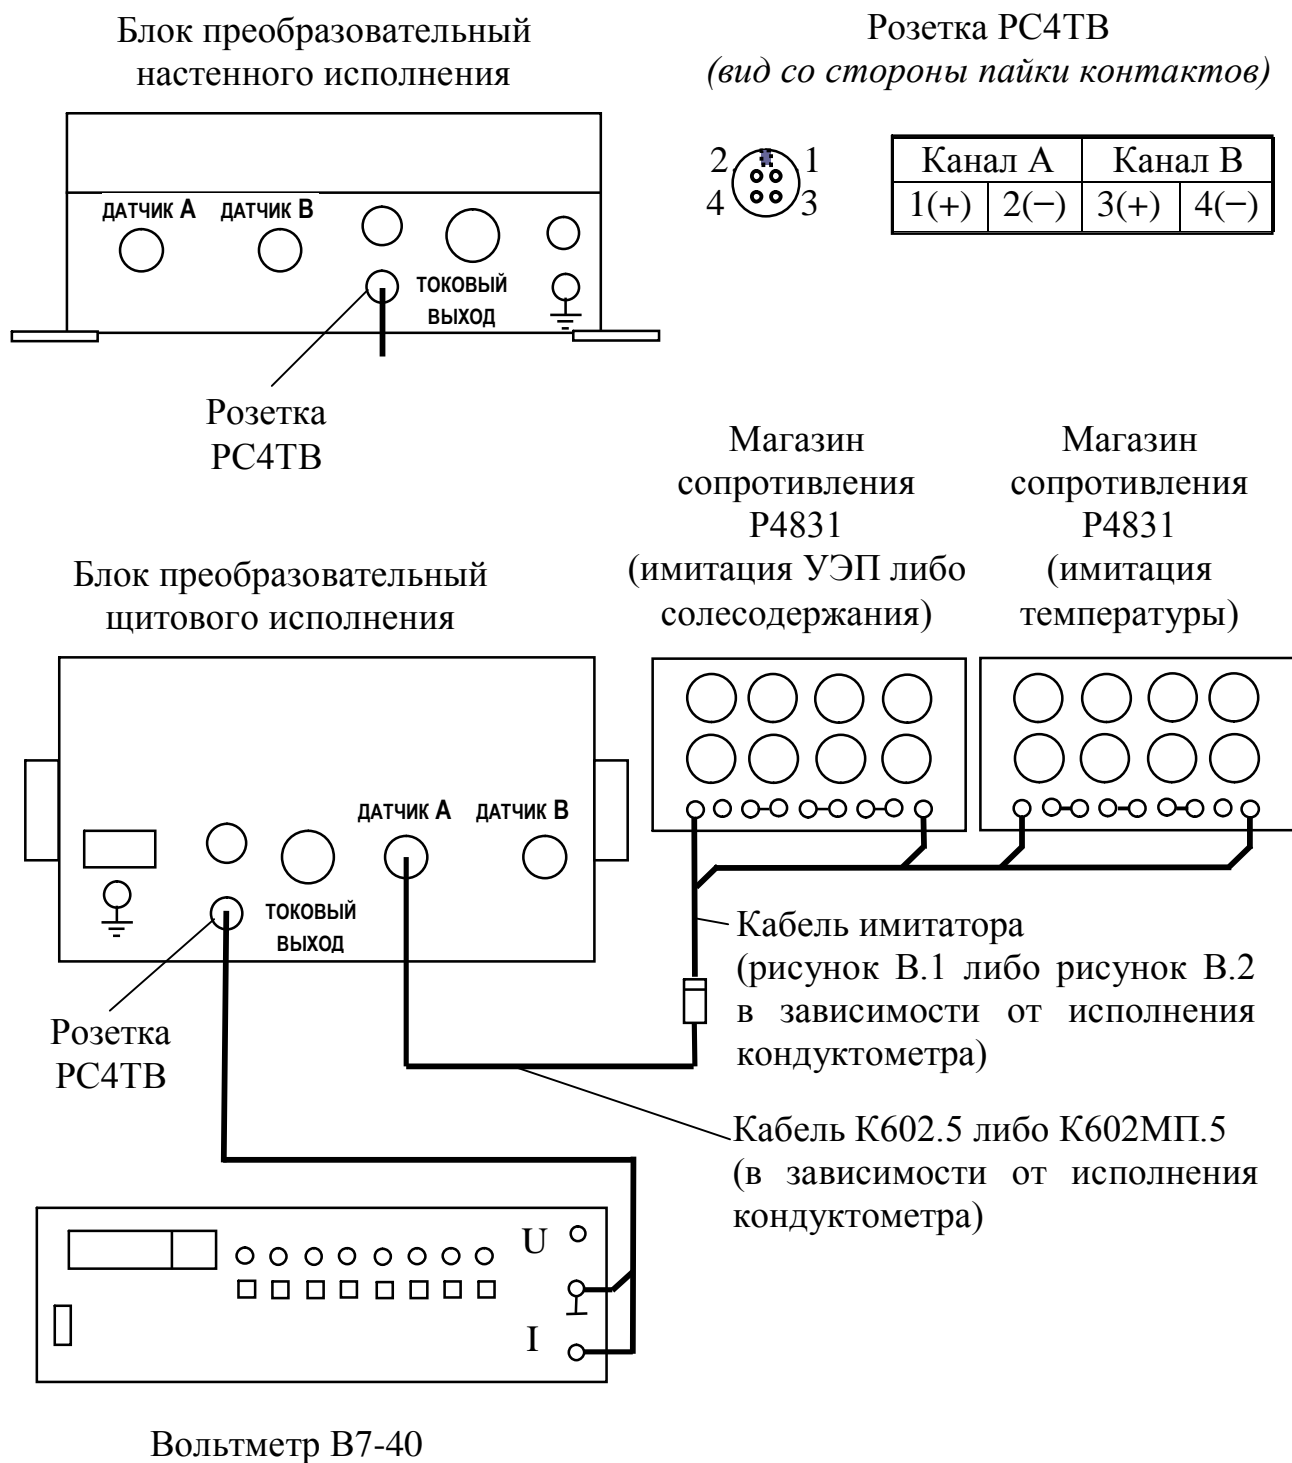 Блок преобразовательный
настенного исполнения
Розетка РС4ТВ
(вид со стороны пайки контактов)
2 1
4 3
Канал А Канал В
1(+) 2(−) 3(+) 4(−)
ДАТЧИК А ДАТЧИК В
ТОКОВЫЙ
ВЫХОД
Розетка
РС4ТВ
Магазин
сопротивления
Р4831
(имитация УЭП либо
солесодержания)
Магазин
сопротивления
Р4831
(имитация
температуры)
Блок преобразовательный
щитового исполнения
ДАТЧИК А ДАТЧИК В
ТОКОВЫЙ
ВЫХОД
Розетка
РС4ТВ
Кабель имитатора
(рисунок В.1 либо рисунок В.2
в зависимости от исполнения
кондуктометра)
Кабель К602.5 либо К602МП.5
(в зависимости от исполнения
кондуктометра)
U
I
Вольтметр В7-40